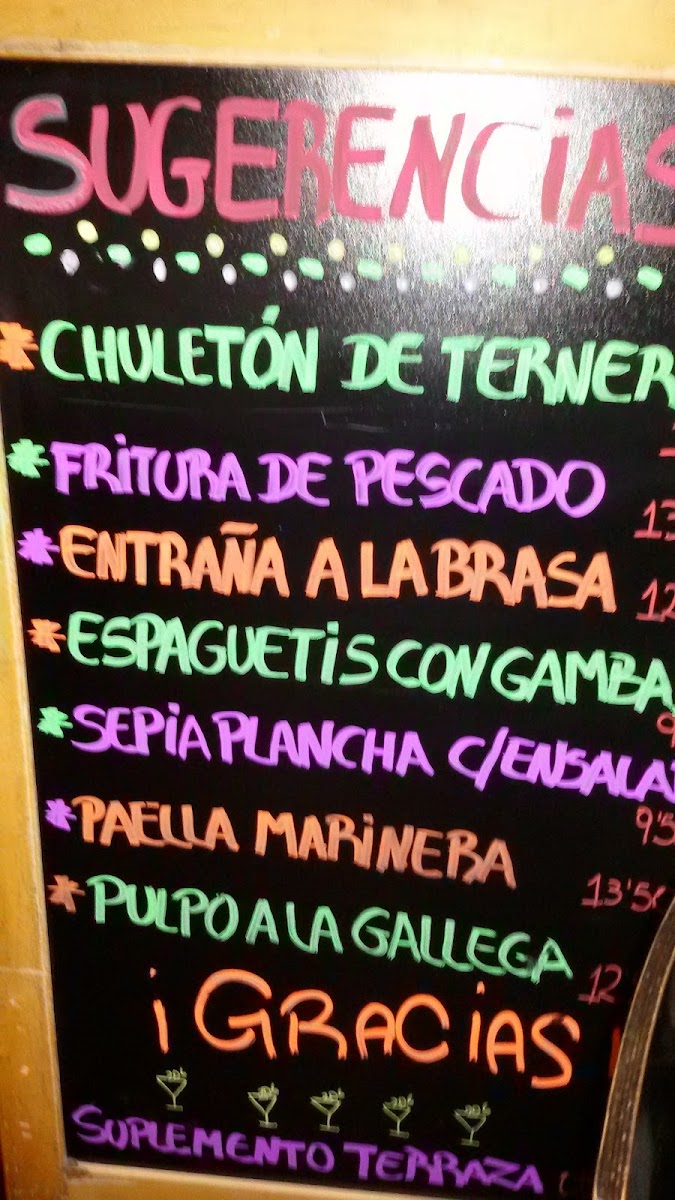 SUGERENCIAS
* CHULETÓN DE TERNER
* FRITURA DE PESCADO
13
* ENTRAÑA A LA BRASA
12
* ESPAGUETIS CON GAMBA
9
* SEPIA PLANCHA C/ENSALA
9'5
* PAELLA MARINERA
13'5
* PULPO A LA GALLEGA
12
¡GRACIAS!
SUPLEMENTO TERRAZA